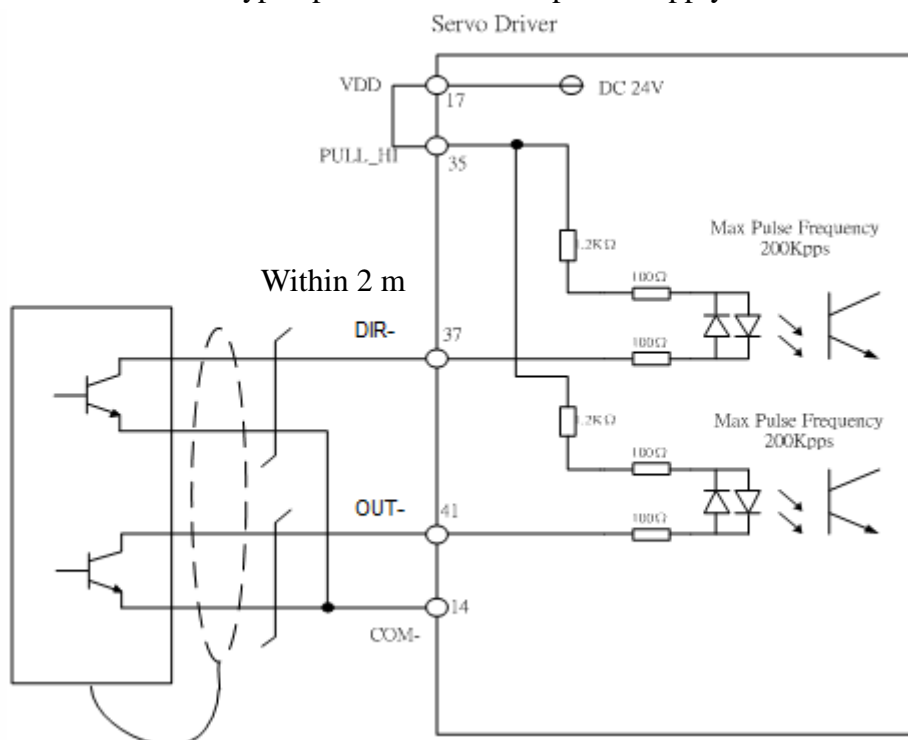 Servo Driver
VDD
17
DC 24V
PULL_HI
35
Max Pulse Frequency
200Kpps
1.2KΩ
100Ω
Within 2 m
DIR-
37
100Ω
1.2KΩ
Max Pulse Frequency
200Kpps
100Ω
OUT-
41
100Ω
14
COM-